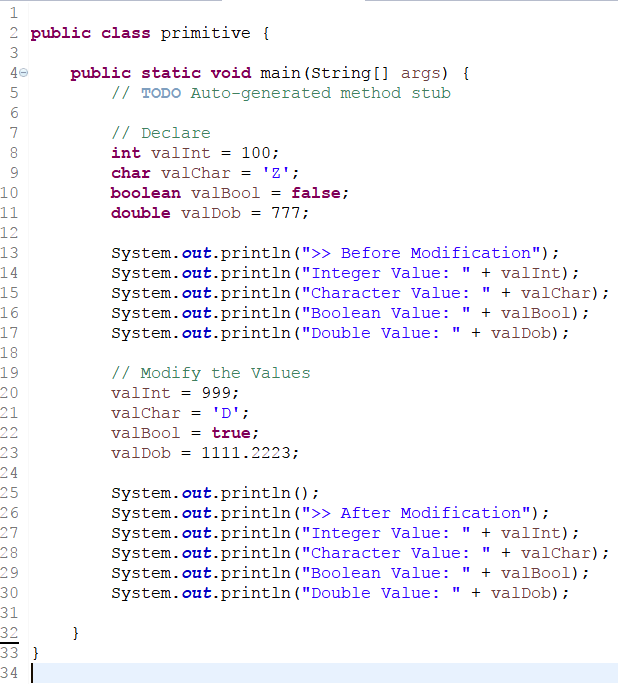 1
2 public class primitive {
3
4     public static void main(String[] args) {
5         // TODO Auto-generated method stub
6
7         // Declare
8         int valInt = 100;
9         char valChar = 'Z';
10         boolean valBool = false;
11         double valDob = 777;
12
13         System.out.println(">> Before Modification");
14         System.out.println("Integer Value: " + valInt);
15         System.out.println("Character Value: " + valChar);
16         System.out.println("Boolean Value: " + valBool);
17         System.out.println("Double Value: " + valDob);
18
19         // Modify the Values
20         valInt = 999;
21         valChar = 'D';
22         valBool = true;
23         valDob = 1111.2223;
24
25         System.out.println();
26         System.out.println(">> After Modification");
27         System.out.println("Integer Value: " + valInt);
28         System.out.println("Character Value: " + valChar);
29         System.out.println("Boolean Value: " + valBool);
30         System.out.println("Double Value: " + valDob);
31
32     }
33 }
34